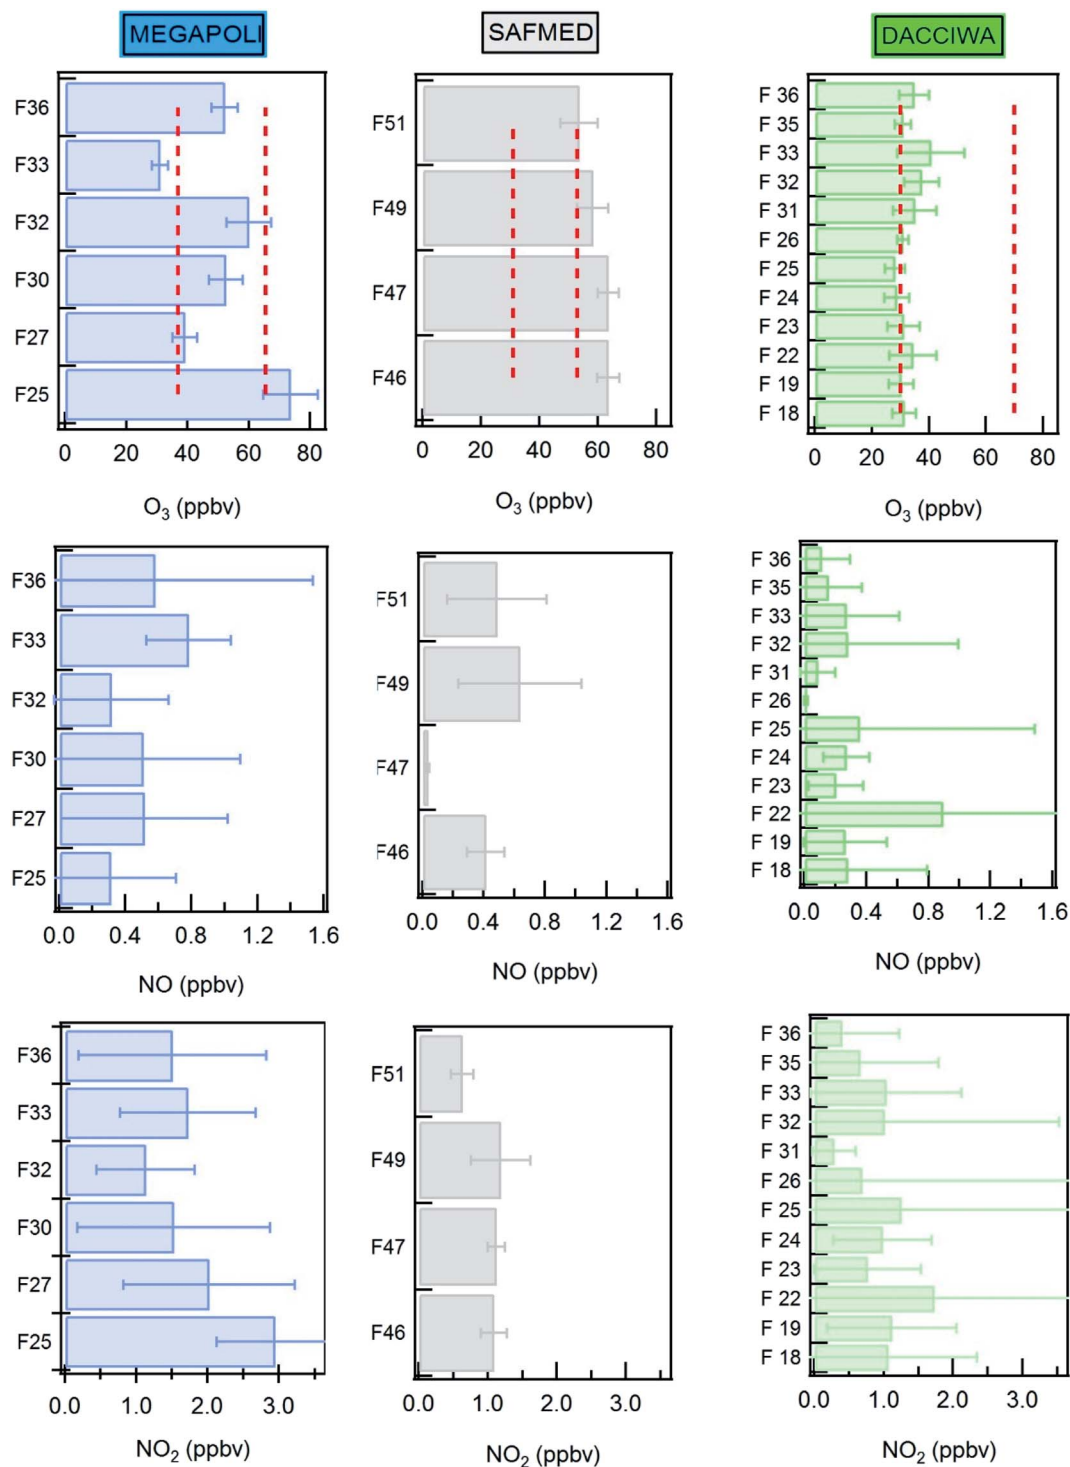 MEGAPOLI
SAFMED
DACCIWA
F36
F33
F32
F30
F27
F25
0 20 40 60 80
O3 (ppbv)
F51
F49
F47
F46
0 20 40 60 80
O3 (ppbv)
F 36
F 35
F 33
F 32
F 31
F 26
F 25
F 24
F 23
F 22
F 19
F 18
0 20 40 60 80
O3 (ppbv)
F36
F33
F32
F30
F27
F25
0.0 0.4 0.8 1.2 1.6
NO (ppbv)
F51
F49
F47
F46
0.0 0.4 0.8 1.2 1.6
NO (ppbv)
F 36
F 35
F 33
F 32
F 31
F 26
F 25
F 24
F 23
F 22
F 19
F 18
0.0 0.4 0.8 1.2 1.6
NO (ppbv)
F36
F33
F32
F30
F27
F25
0.0 1.0 2.0 3.0
NO2 (ppbv)
F51
F49
F47
F46
0.0 1.0 2.0 3.0
NO2 (ppbv)
F 36
F 35
F 33
F 32
F 31
F 26
F 25
F 24
F 23
F 22
F 19
F 18
0.0 1.0 2.0 3.0
NO2 (ppbv)